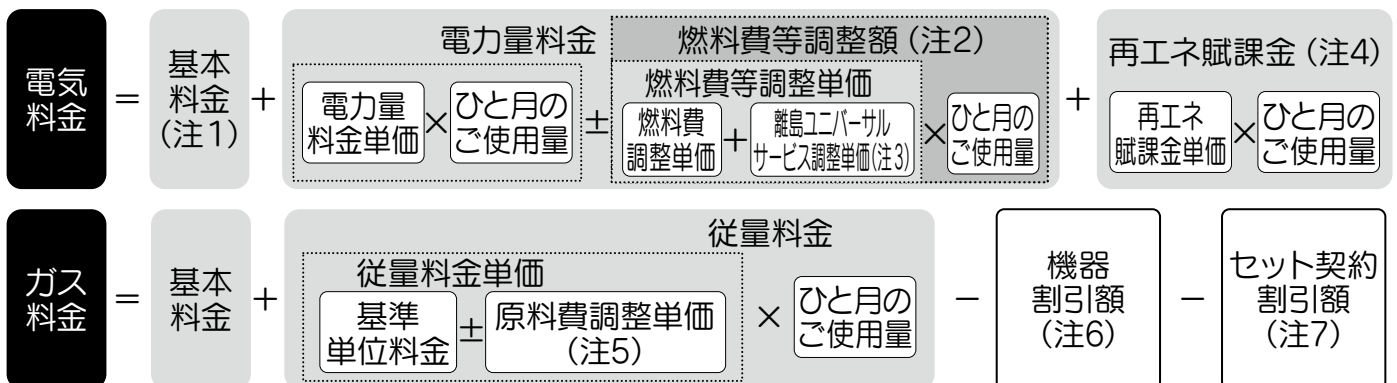 電気
料金
=
基本
料金
(注1)
+
電力量料金
電力量
料金単価
×
ひと月の
ご使用量
±
燃料費等調整額(注2)
燃料費等調整単価
燃料費
調整単価
+
離島ユニバーサル
サービス調整単価(注3)
×
ひと月の
ご使用量
+
再エネ賦課金(注4)
再エネ
賦課金単価
×
ひと月の
ご使用量
ガス
料金
=
基本
料金
+
従量料金
従量料金単価
基準
単位料金
±
原料費調整単価
(注5)
×
ひと月の
ご使用量
−
機器
割引額
(注6)
−
セット契約
割引額
(注7)